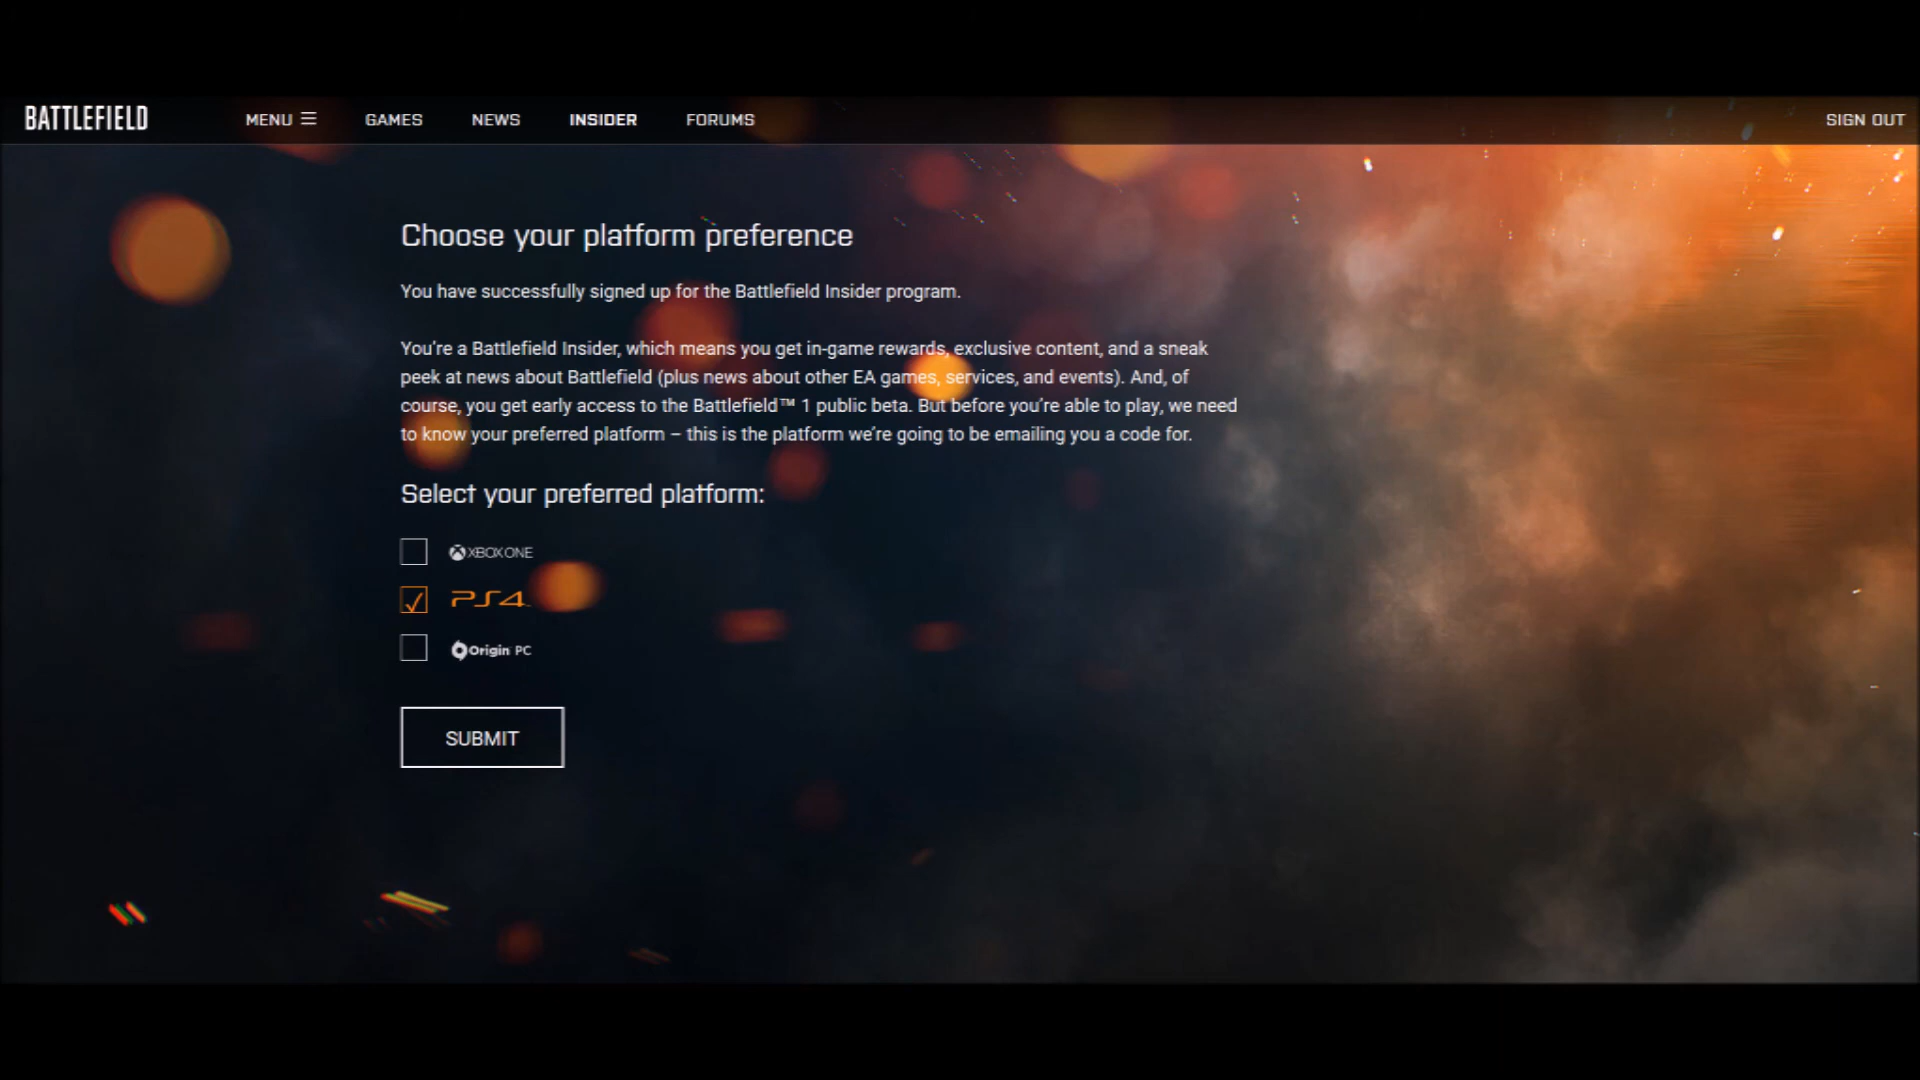 BATTLEFIELD MENU GAMES NEWS INSIDER FORUMS SIGN OUT
Choose your platform preference
You have successfully signed up for the Battlefield Insider program.
You're a Battlefield Insider, which means you get in-game rewards, exclusive content, and a sneak
peek at news about Battlefield (plus news about other EA games, services, and events). And, of
course, you get early access to the Battlefield™ 1 public beta. But before you're able to play, we need
to know your preferred platform – this is the platform we're going to be emailing you a code for.
Select your preferred platform:
XBOX ONE
PS4
Origin PC
SUBMIT